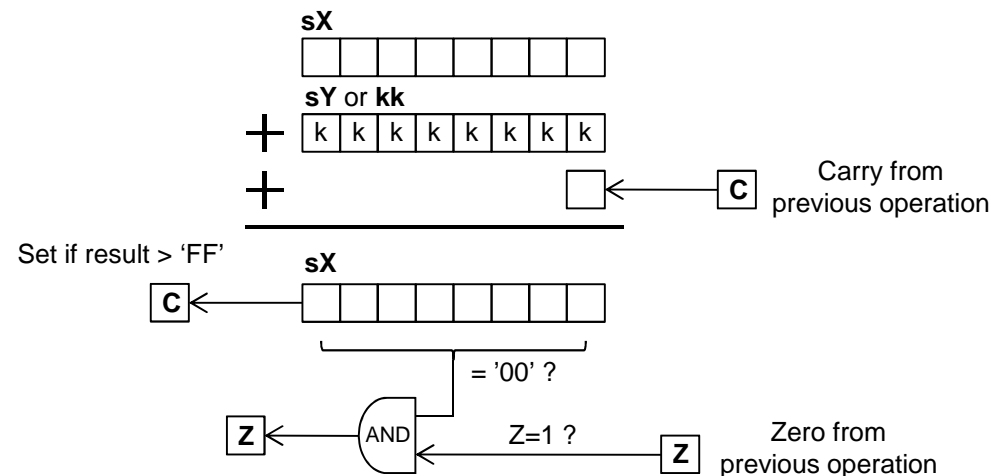 sX
sY or kk
k k k k k k k k
C
Carry from
previous operation
Set if result > ‘FF’
sX
C
= ’00’ ?
Z
AND
Z=1 ?
Z
Zero from
previous operation